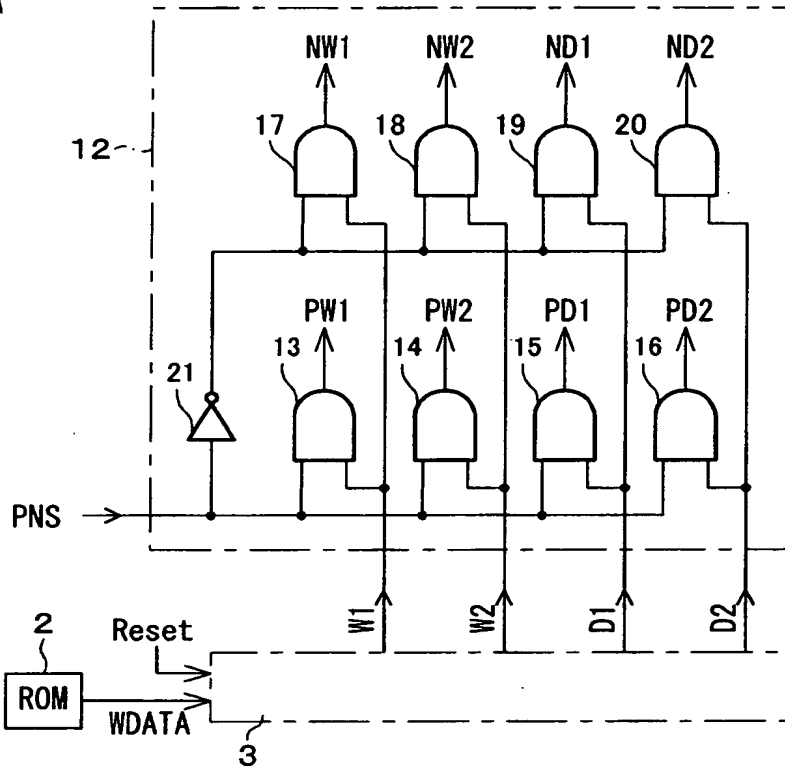 NW1 NW2 ND1 ND2
17 18 19 20
12
PW1 PW2 PD1 PD2
21 13 14 15 16
PNS
W1 W2 D1 D2
Reset
2
ROM
WDATA
3